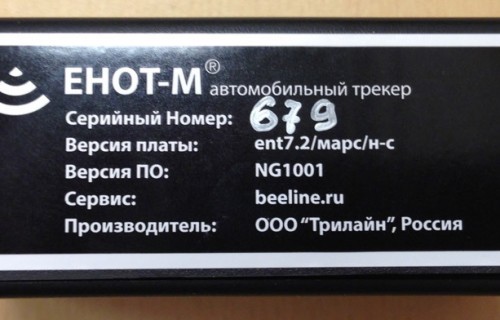 ЕНОТ-М® автомобильный трекер
Серийный Номер: 679
Версия платы: ent7.2/марс/н-с
Версия ПО: NG1001
Сервис: beeline.ru
Производитель: ООО “Трилайн”, Россия